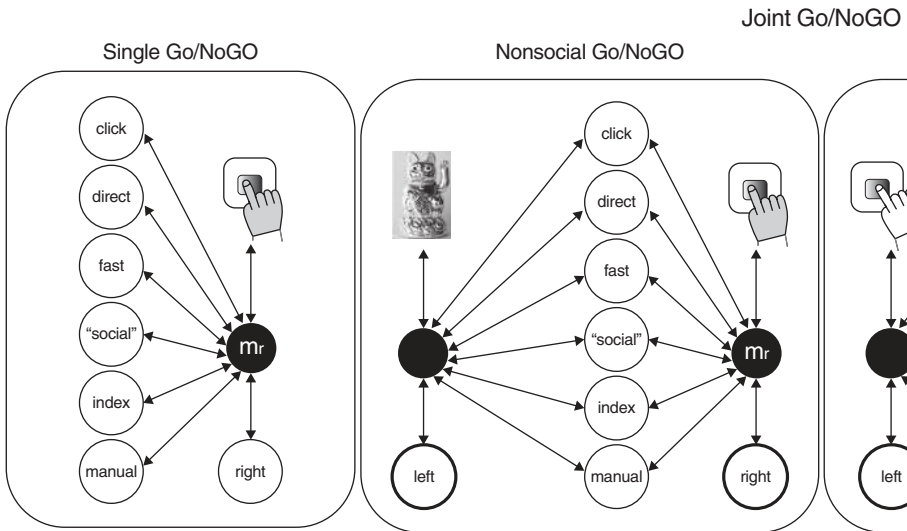 Joint Go/NoGO
Single Go/NoGO
Nonsocial Go/NoGO
click
direct
fast
“social”
index
manual
mr
right
click
direct
fast
“social”
index
manual
left
mr
right
left